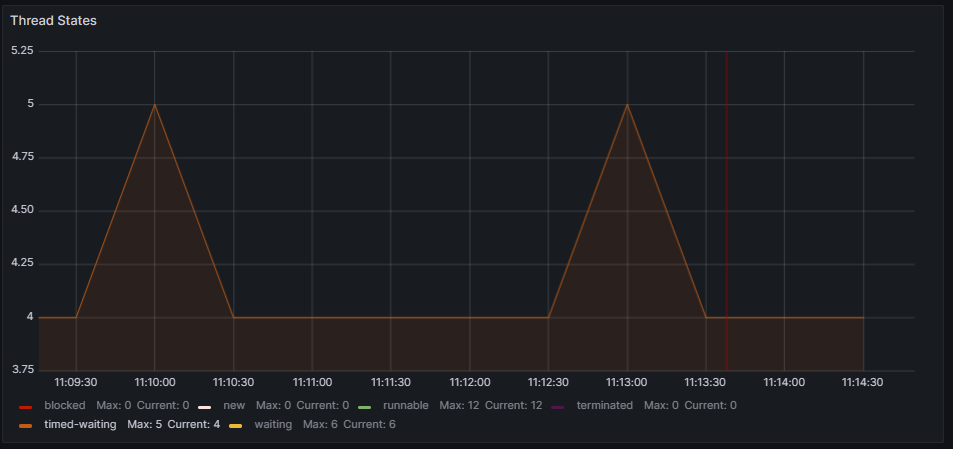 Thread States
5.25
5
4.75
4.50
4.25
4
3.75
11:09:30 11:10:00 11:10:30 11:11:00 11:11:30 11:12:00 11:12:30 11:13:00 11:13:30 11:14:00 11:14:30
blocked Max: 0 Current: 0 new Max: 0 Current: 0 runnable Max: 12 Current: 12 terminated Max: 0 Current: 0
timed-waiting Max: 5 Current: 4 waiting Max: 6 Current: 6